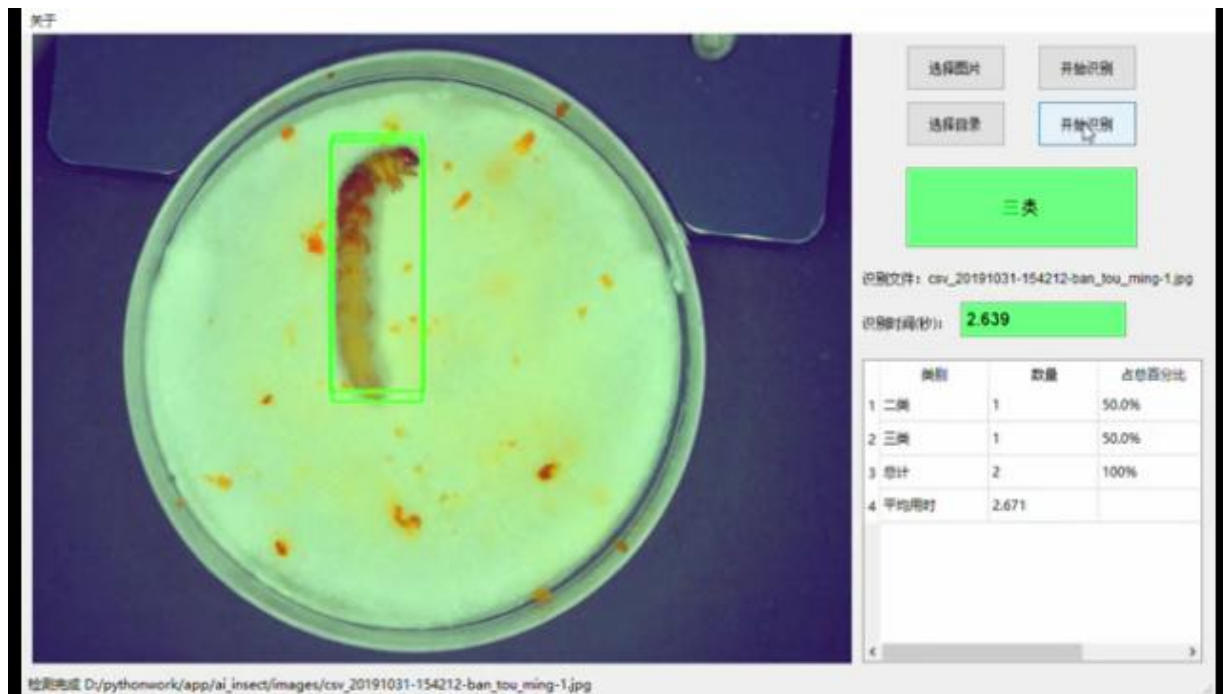 关于
选择图片 开始识别
选择目录 开始识别
三类
识别文件: csv_20191031-154212-ban_tou_ming-1.jpg
识别时间(秒): 2.639
类别 数量 占总百分比
1 二类 1 50.0%
2 三类 1 50.0%
3 总计 2 100%
4 平均用时 2.671
检测完成 D:/pythonwork/app/ai_insect/images/csv_20191031-154212-ban_tou_ming-1.jpg